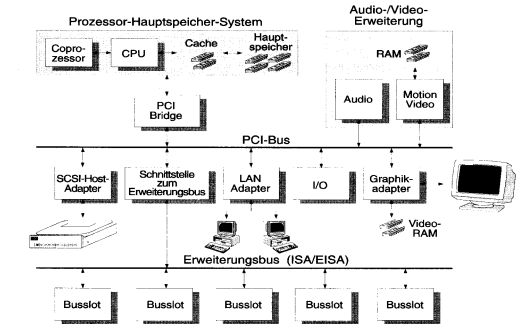 Prozessor-Hauptspeicher-System
Audio-/Video-
Erweiterung
Copro-
zessor
CPU
Cache
Haupt-
speicher
RAM
Audio
Motion
Video
PCI
Bridge
PCI-Bus
SCSI-Host-
Adapter
Schnittstelle
zum
Erweiterungsbus
LAN
Adapter
I/O
Graphik-
adapter
Video-
RAM
Erweiterungsbus (ISA/EISA)
Busslot
Busslot
Busslot
Busslot
Busslot